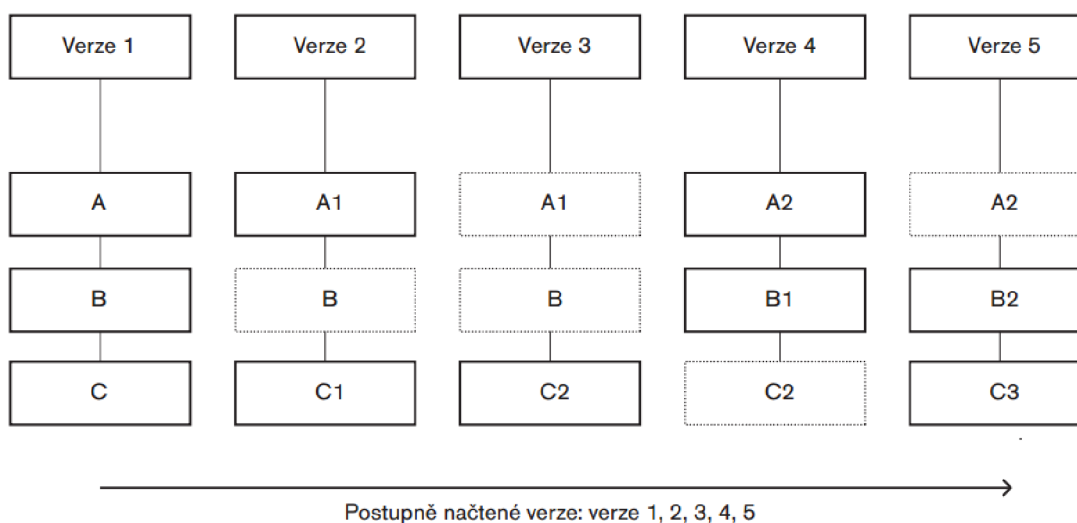 Verze 1 Verze 2 Verze 3 Verze 4 Verze 5
A A1 A1 A2 A2
B B B B1 B2
C C1 C2 C2 C3
Postupně načtené verze: verze 1, 2, 3, 4, 5